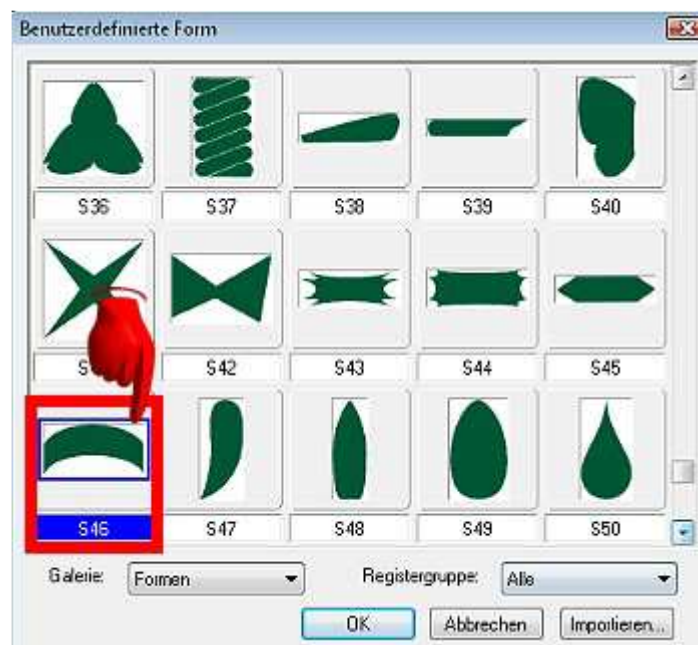 Benutzerdefinierte Form
S36 S37 S38 S39 S40
S S42 S43 S44 S45
S46 S47 S48 S49 S50
Galerie: Formen Registergruppe: Alle
OK Abbrechen Importieren...